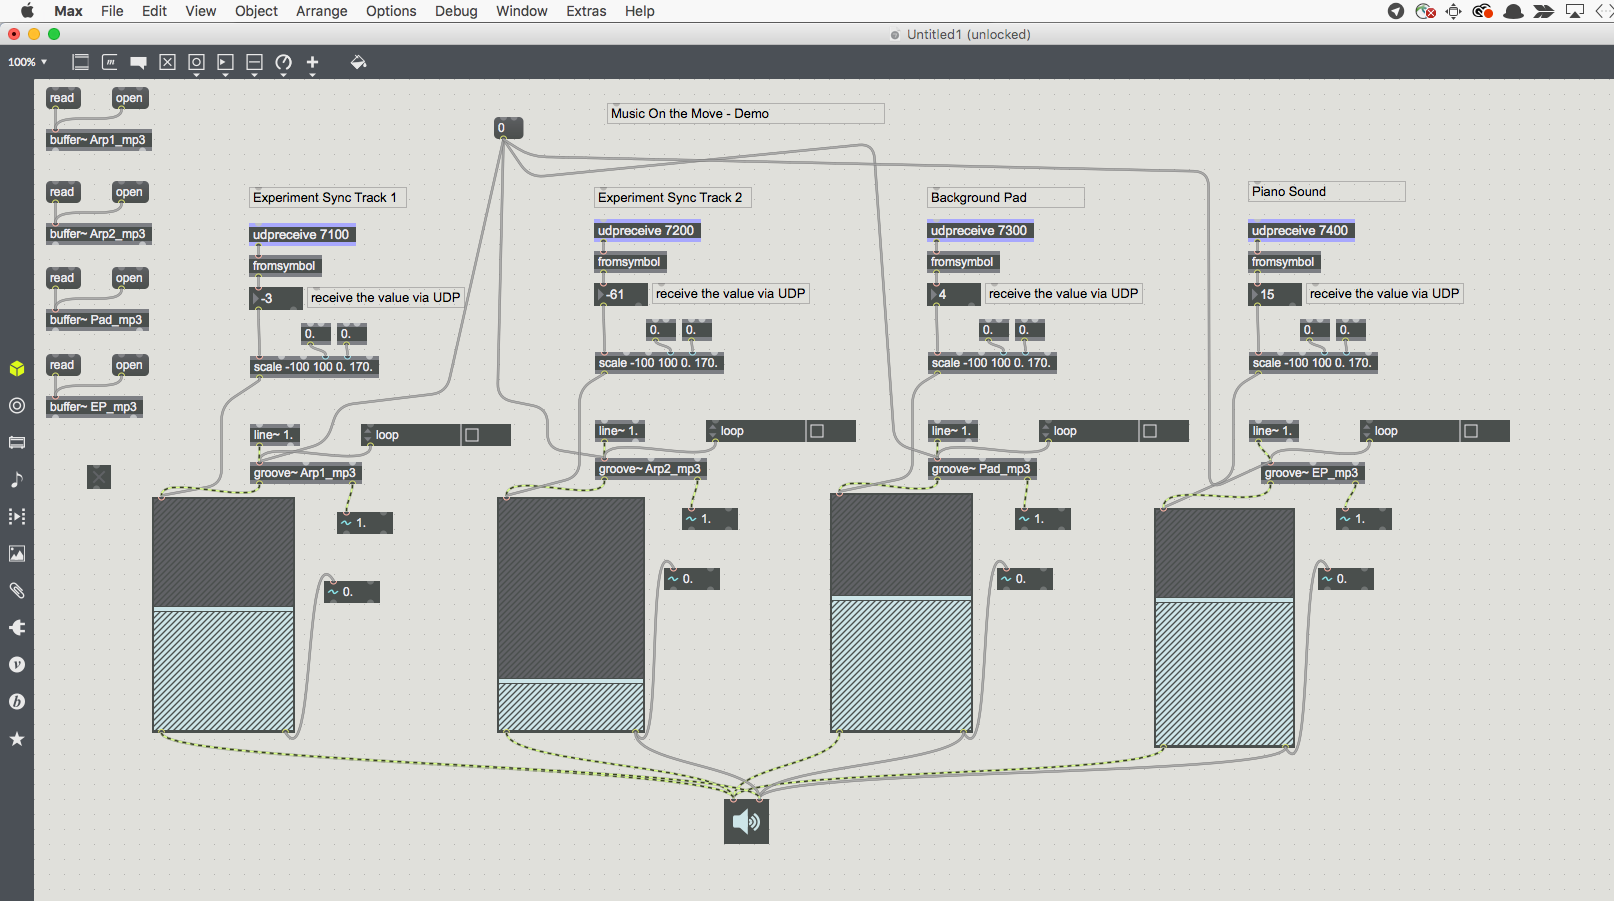 Max File Edit View Object Arrange Options Debug Window Extras Help
Untitled1 (unlocked)
100%
read open
buffer~ Arp1_mp3
read open
buffer~ Arp2_mp3
read open
buffer~ Pad_mp3
read open
buffer~ EP_mp3
0
Music On the Move - Demo
Experiment Sync Track 1
udpreceive 7100
fromsymbol
-3 receive the value via UDP
0. 0.
scale -100 100 0. 170.
line~ 1. loop
groove~ Arp1_mp3
~ 1.
~ 0.
Experiment Sync Track 2
udpreceive 7200
fromsymbol
-61 receive the value via UDP
0. 0.
scale -100 100 0. 170.
line~ 1. loop
groove~ Arp2_mp3
~ 1.
~ 0.
Background Pad
udpreceive 7300
fromsymbol
4 receive the value via UDP
0. 0.
scale -100 100 0. 170.
line~ 1. loop
groove~ Pad_mp3
~ 1.
~ 0.
Piano Sound
udpreceive 7400
fromsymbol
15 receive the value via UDP
0. 0.
scale -100 100 0. 170.
line~ 1. loop
groove~ EP_mp3
~ 1.
~ 0.